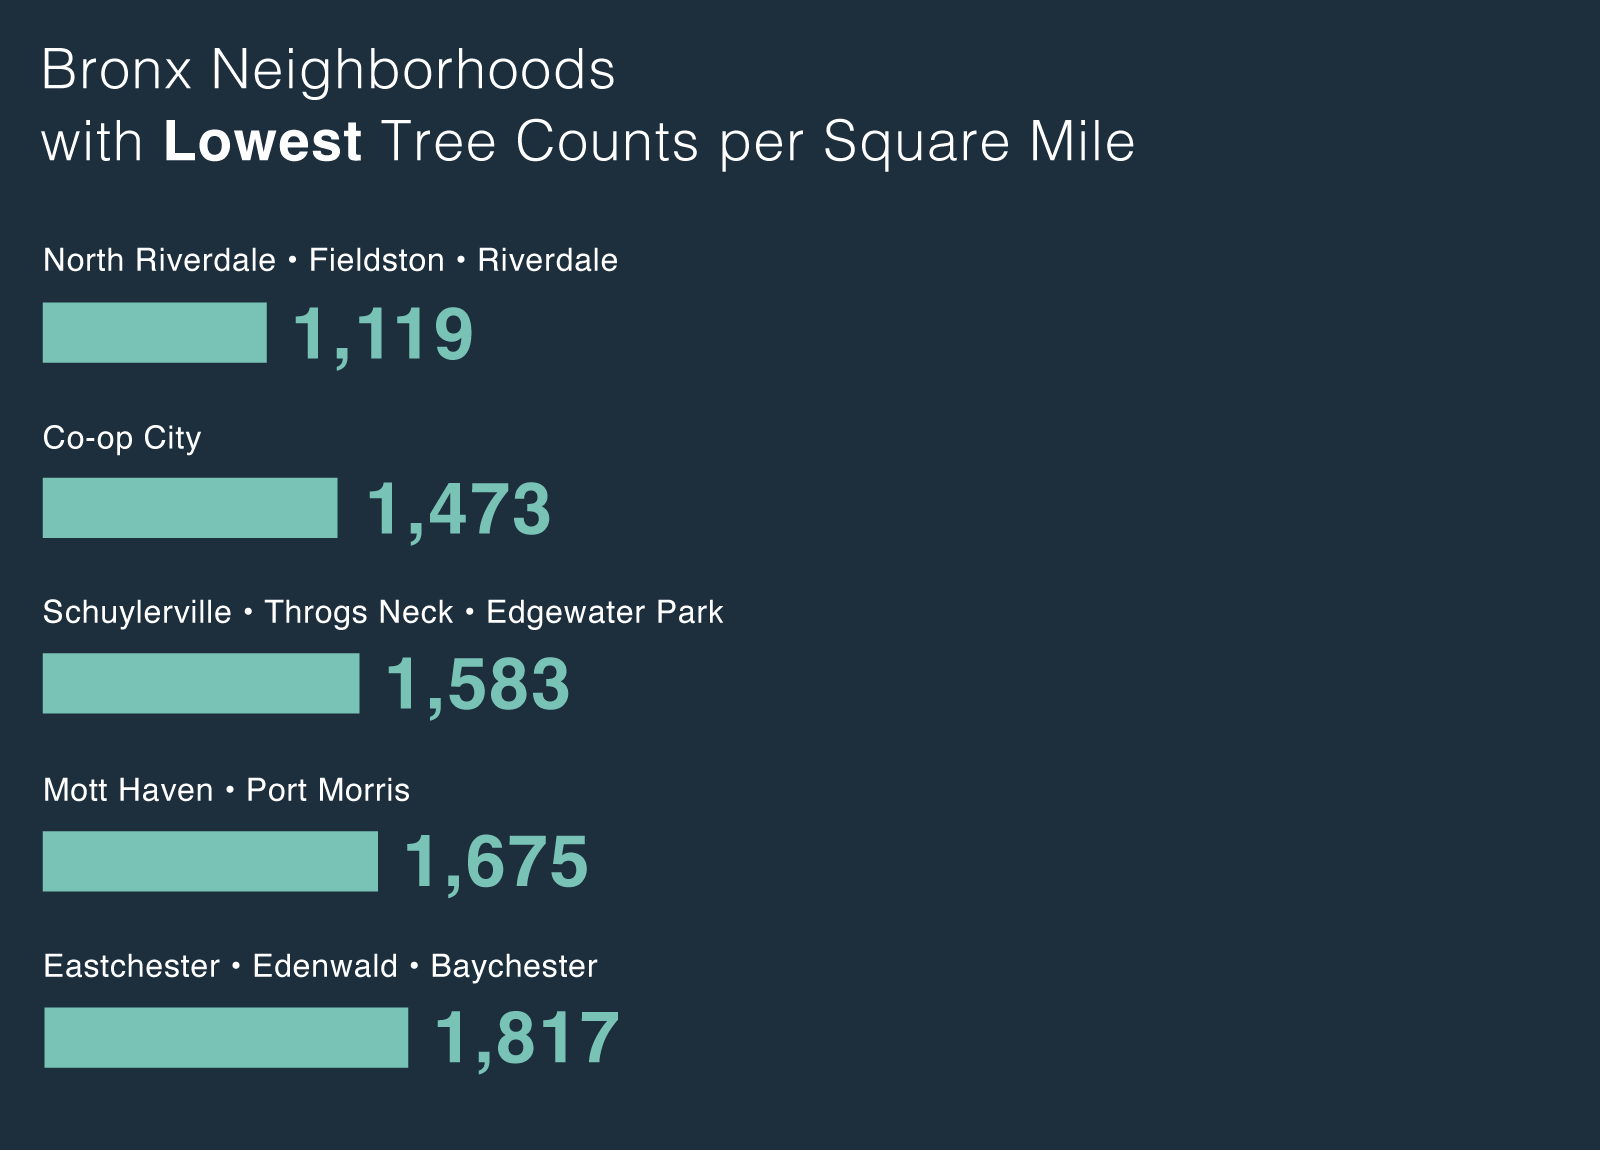 Bronx Neighborhoods
with Lowest Tree Counts per Square Mile
North Riverdale • Fieldston • Riverdale
1,119
Co-op City
1,473
Schuylerville • Throgs Neck • Edgewater Park
1,583
Mott Haven • Port Morris
1,675
Eastchester • Edenwald • Baychester
1,817